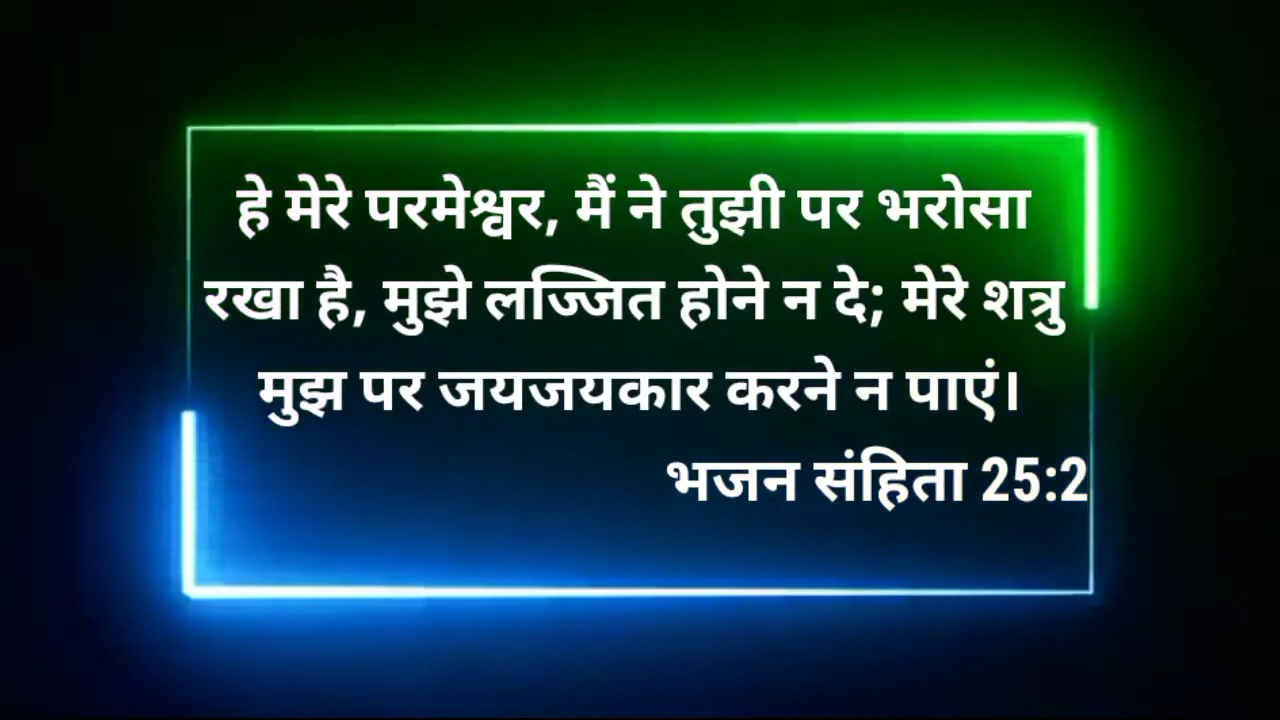 हे मेरे परमेश्वर, मैं ने तुझी पर भरोसा
रखा है, मुझे लज्जित होने न दे; मेरे शत्रु
मुझ पर जयजयकार करने न पाएं।
भजन संहिता 25:2